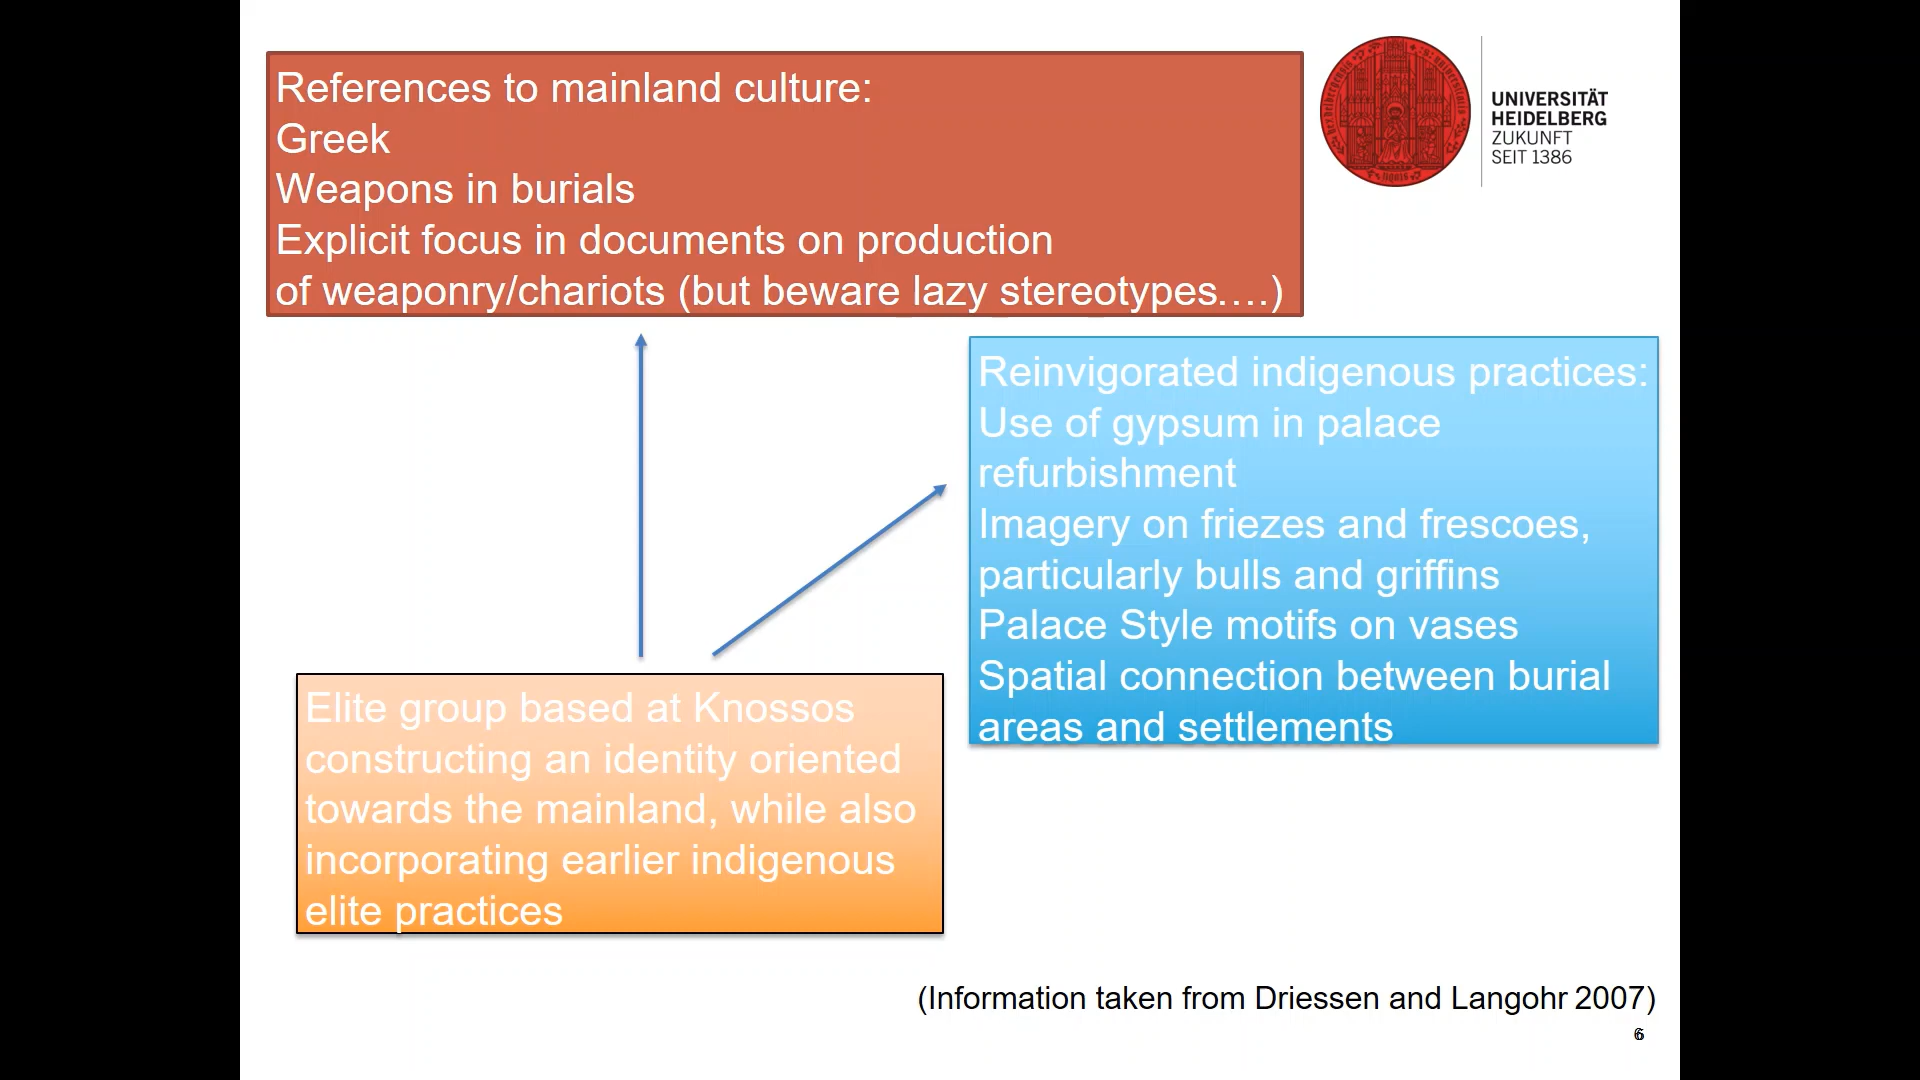 References to mainland culture:
Greek
Weapons in burials
Explicit focus in documents on production
of weaponry/chariots (but beware lazy stereotypes….)
UNIVERSITÄT
HEIDELBERG
ZUKUNFT
SEIT 1386
Reinvigorated indigenous practices:
Use of gypsum in palace
refurbishment
Imagery on friezes and frescoes,
particularly bulls and griffins
Palace Style motifs on vases
Spatial connection between burial
areas and settlements
Elite group based at Knossos
constructing an identity oriented
towards the mainland, while also
incorporating earlier indigenous
elite practices
(Information taken from Driessen and Langohr 2007)
6